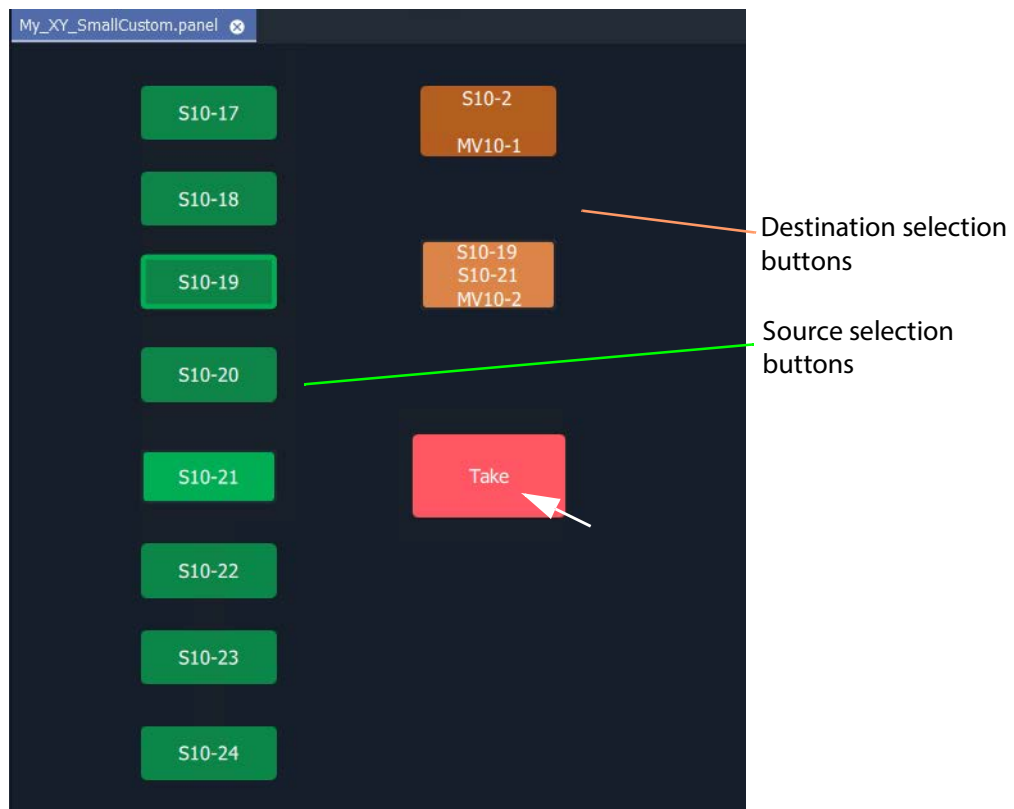 My_XY_SmallCustom.panel
S10-17
S10-18
S10-19
S10-20
S10-21
S10-22
S10-23
S10-24
S10-2
MV10-1
S10-19
S10-21
MV10-2
Take
Destination selection
buttons
Source selection
buttons